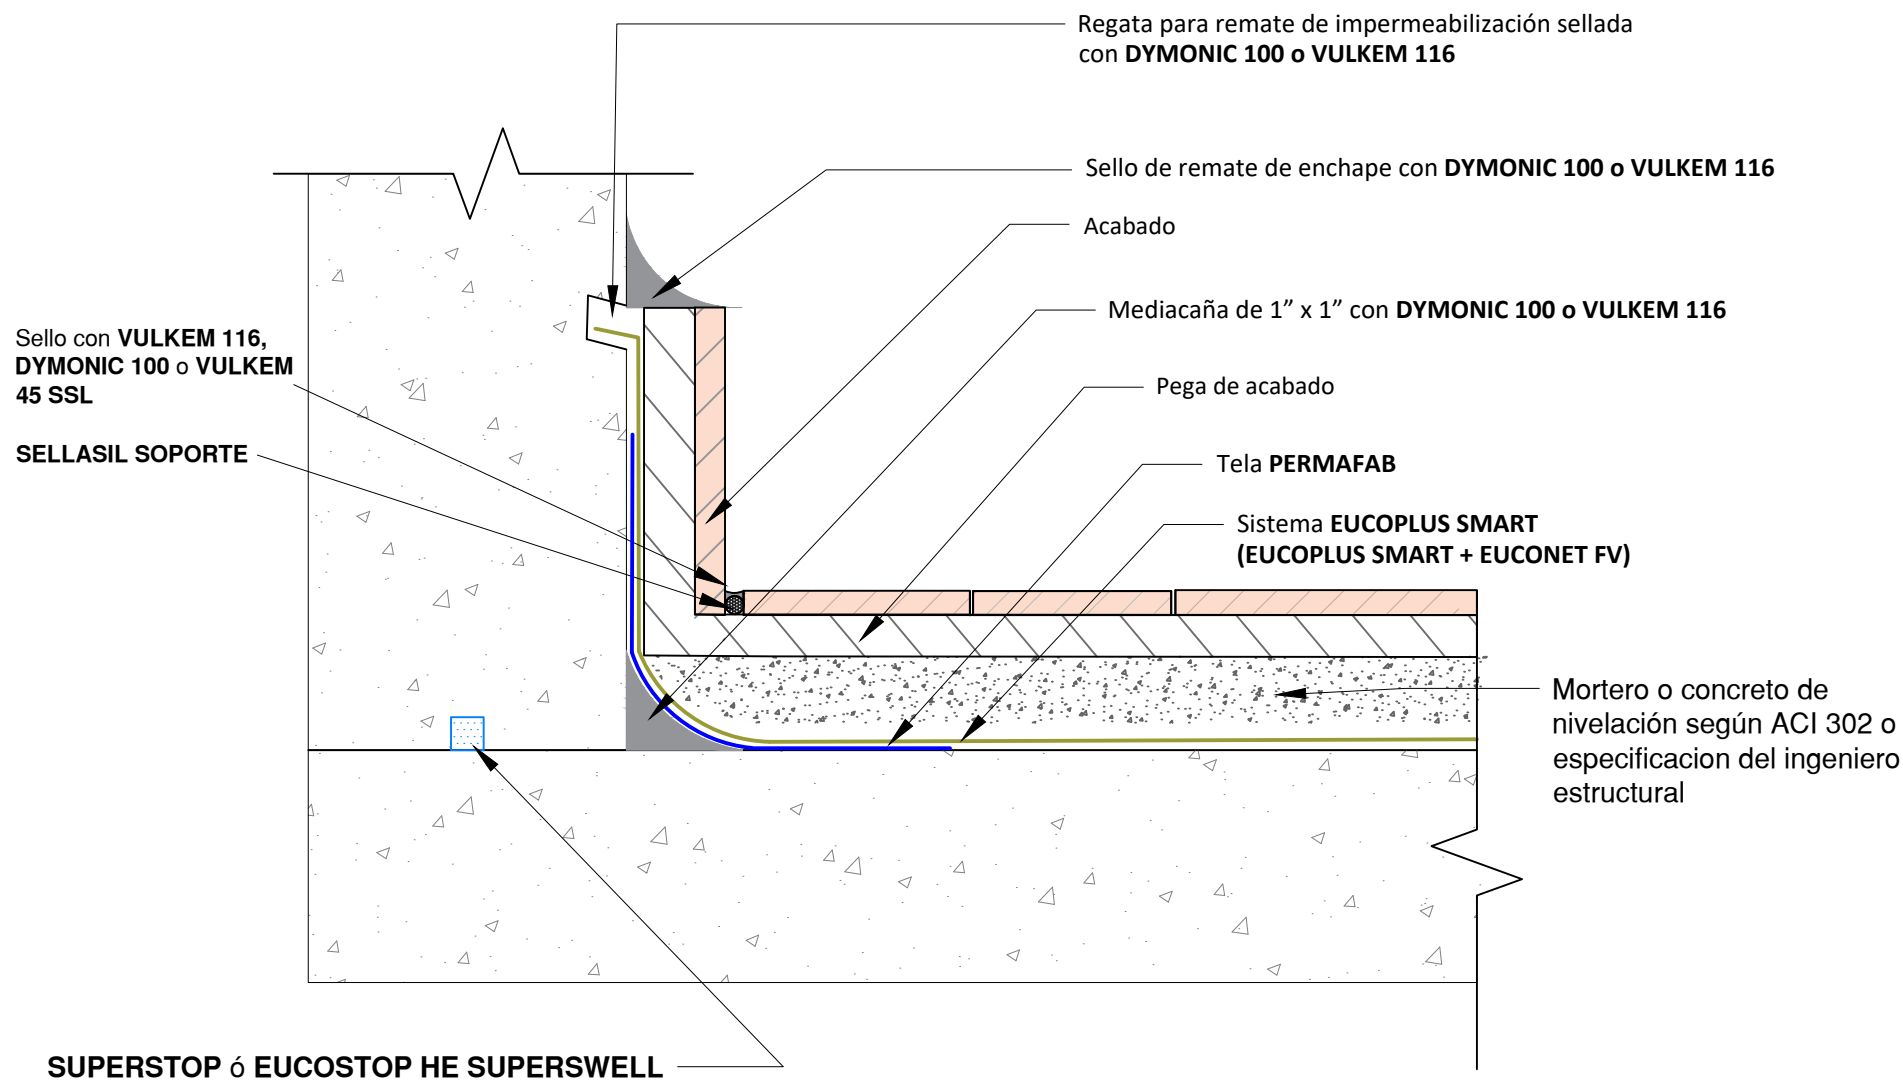 Regata para remate de impermeabilización sellada
con DYMONIC 100 o VULKEM 116
Sello de remate de enchape con DYMONIC 100 o VULKEM 116
Acabado
Mediacaña de 1” x 1” con DYMONIC 100 o VULKEM 116
Sello con VULKEM 116,
DYMONIC 100 o VULKEM
45 SSL
Pega de acabado
SELLASIL SOPORTE
Tela PERMAFAB
Sistema EUCOPLUS SMART
(EUCOPLUS SMART + EUCONET FV)
Mortero o concreto de
nivelación según ACI 302 o
especificacion del ingeniero
estructural
SUPERSTOP ó EUCOSTOP HE SUPERSWELL